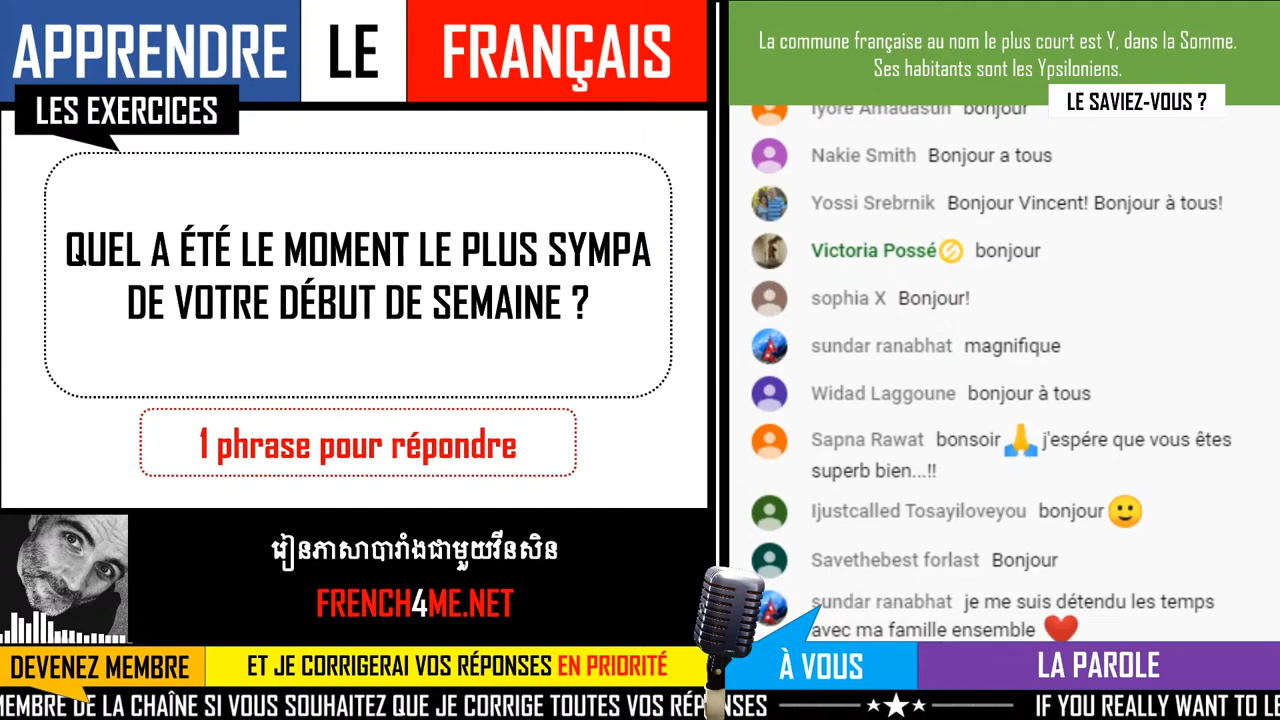 APPRENDRE LE FRANÇAIS
LES EXERCICES
QUEL A ÉTÉ LE MOMENT LE PLUS SYMPA
DE VOTRE DÉBUT DE SEMAINE ?
1 phrase pour répondre
រៀនភាសាបារាំងជាមួយវីនសិន
FRENCH4ME.NET
DEVENEZ MEMBRE
ET JE CORRIGERAI VOS RÉPONSES EN PRIORITÉ
La commune française au nom le plus court est Y, dans la Somme.
Ses habitants sont les Ypsiloniens.
LE SAVIEZ-VOUS ?
Iyore Amadasun bonjour
Nakie Smith Bonjour a tous
Yossi Srebrnik Bonjour Vincent! Bonjour à tous!
Victoria Possé bonjour
sophia X Bonjour!
sundar ranabhat magnifique
Widad Laggoune bonjour à tous
Sapna Rawat bonsoir 🙏 j'espére que vous êtes
superb bien...!!
Ijustcalled Tosayiloveyou bonjour 🙂
Savethebest forlast Bonjour
sundar ranabhat je me suis détendu les temps
avec ma famille ensemble ❤️
À VOUS
LA PAROLE
MEMBRE DE LA CHAÎNE SI VOUS SOUHAITEZ QUE JE CORRIGE TOUTES VOS RÉPONSES IF YOU REALLY WANT TO